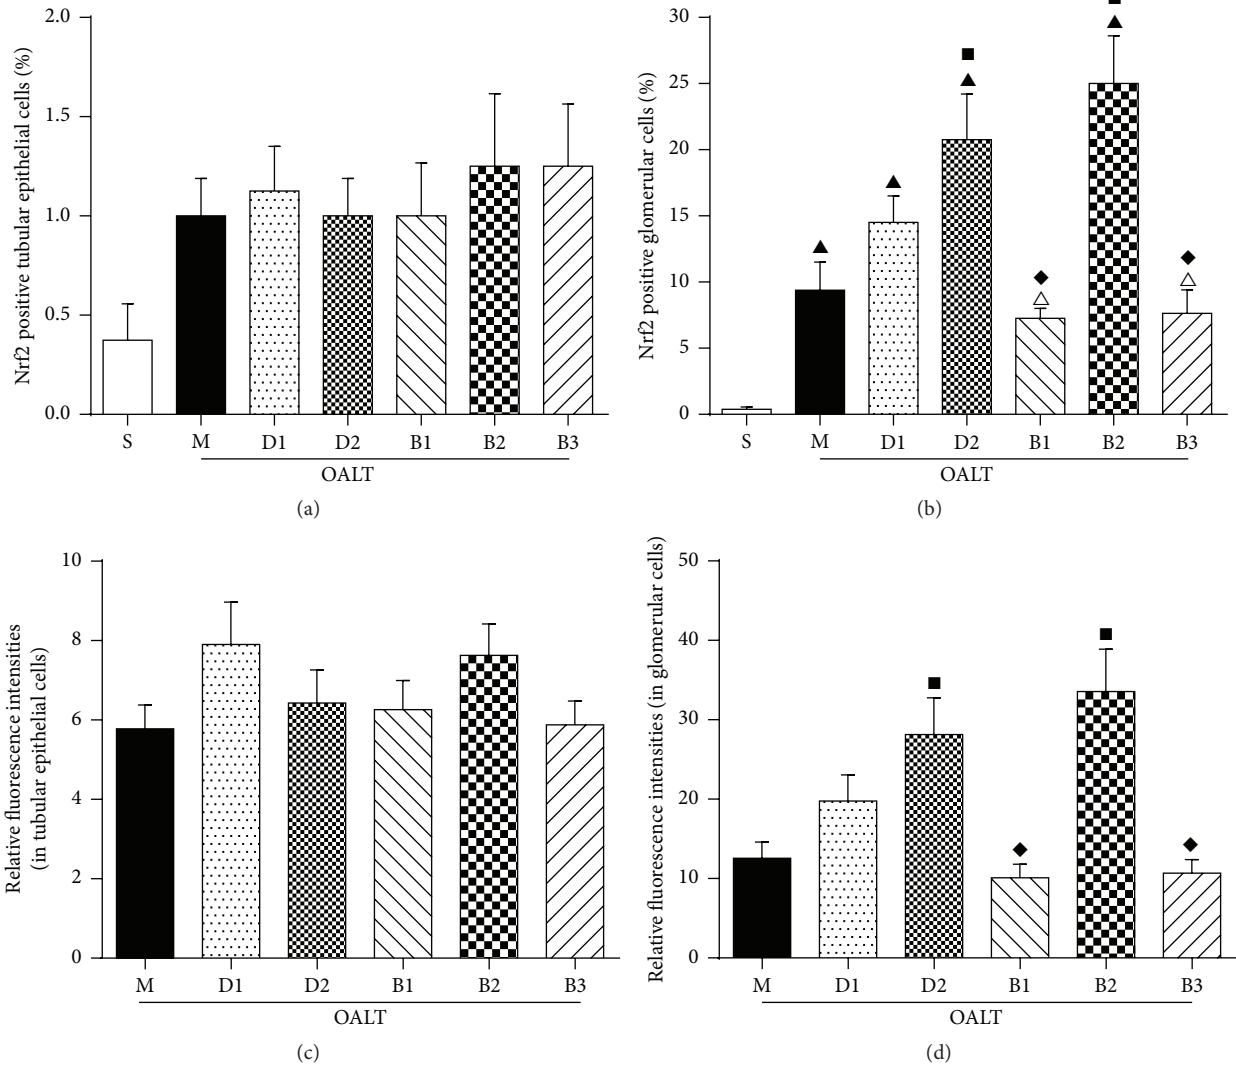 Nrf2 positive tubular epithelial cells (%)
2.0
1.5
1.0
0.5
0.0
S M D1 D2 B1 B2 B3
OALT
(a)
Nrf2 positive glomerular cells (%)
30
25
20
15
10
5
0
S M D1 D2 B1 B2 B3
OALT
(b)
Relative fluorescence intensities
(in tubular epithelial cells)
10
8
6
4
2
0
M D1 D2 B1 B2 B3
OALT
(c)
Relative fluorescence intensities (in glomerular cells)
50
40
30
20
10
0
M D1 D2 B1 B2 B3
OALT
(d)